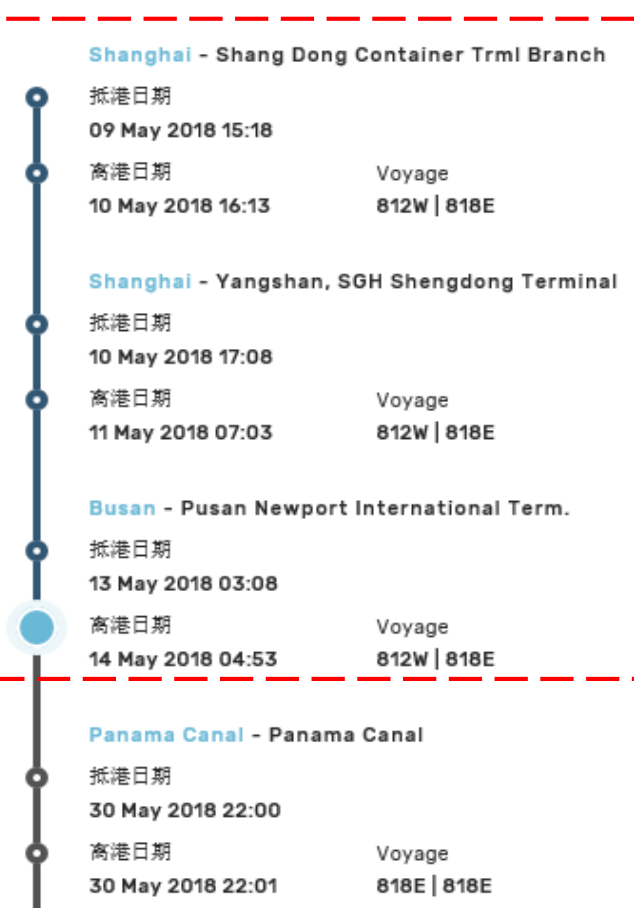 Shanghai - Shang Dong Container Trml Branch
抵港日期
09 May 2018 15:18
离港日期 Voyage
10 May 2018 16:13 812W | 818E
Shanghai - Yangshan, SGH Shengdong Terminal
抵港日期
10 May 2018 17:08
离港日期 Voyage
11 May 2018 07:03 812W | 818E
Busan - Pusan Newport International Term.
抵港日期
13 May 2018 03:08
离港日期 Voyage
14 May 2018 04:53 812W | 818E
Panama Canal - Panama Canal
抵港日期
30 May 2018 22:00
离港日期 Voyage
30 May 2018 22:01 818E | 818E